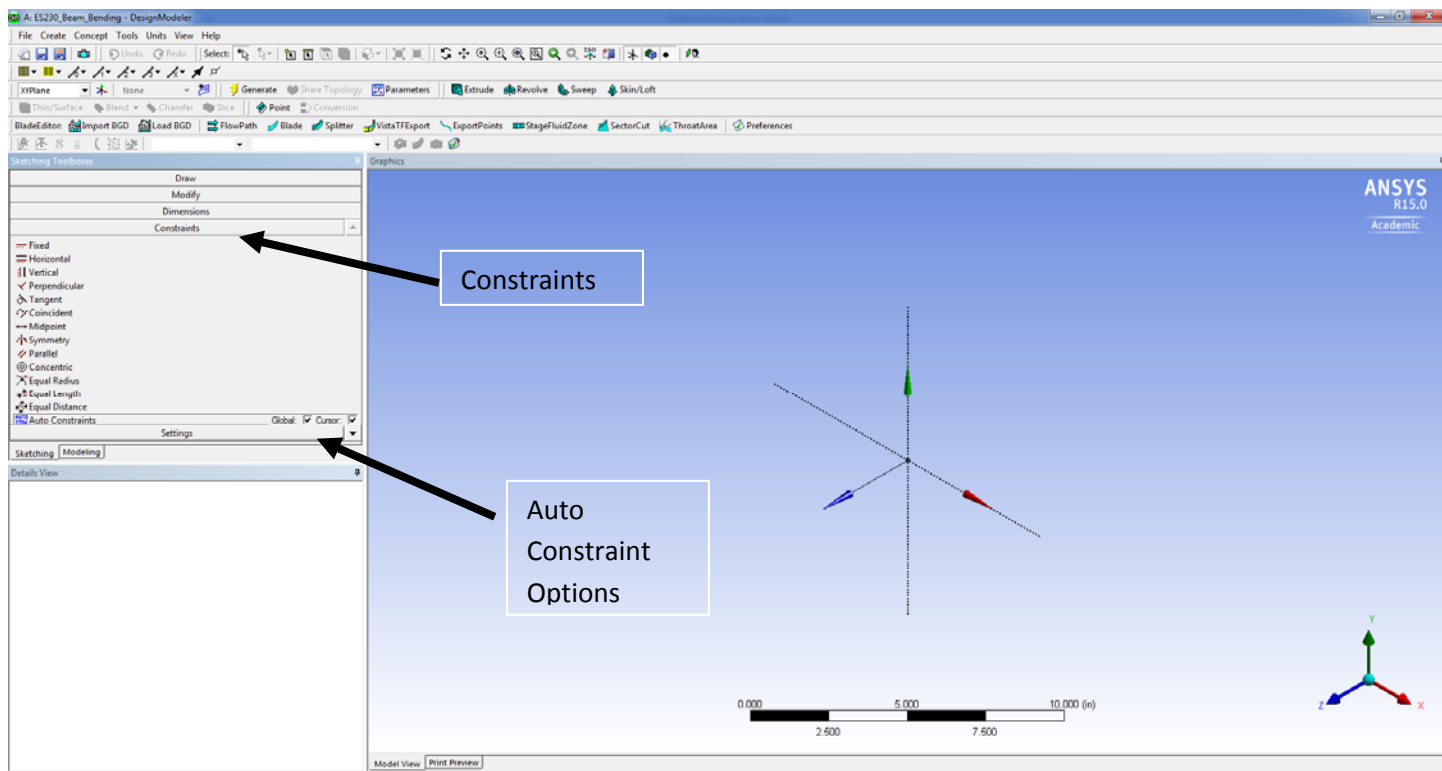 A: ES230_Beam_Bending - DesignModeler
File Create Concept Tools Units View Help
Undo Redo Select:
XYPlane None Generate Share Topology Parameters Extrude Revolve Sweep Skin/Loft
Thin/Surface Blend Chamfer Slice Point Conversion
BladeEditor: Import BGD Load BGD FlowPath Blade Splitter VistaTFExport ExportPoints StageFluidZone SectorCut ThroatArea Preferences
Sketching Toolboxes
Draw
Modify
Dimensions
Constraints
Fixed
Horizontal
Vertical
Perpendicular
Tangent
Coincident
Midpoint
Symmetry
Parallel
Concentric
Equal Radius
Equal Length
Equal Distance
Auto Constraints Global: Cursor:
Settings
Sketching Modeling
Details View
Graphics
ANSYS
R15.0
Academic
Constraints
Auto
Constraint
Options
0.000 5.000 10.000 (in)
2.500 7.500
Y
Z X
Model View Print Preview